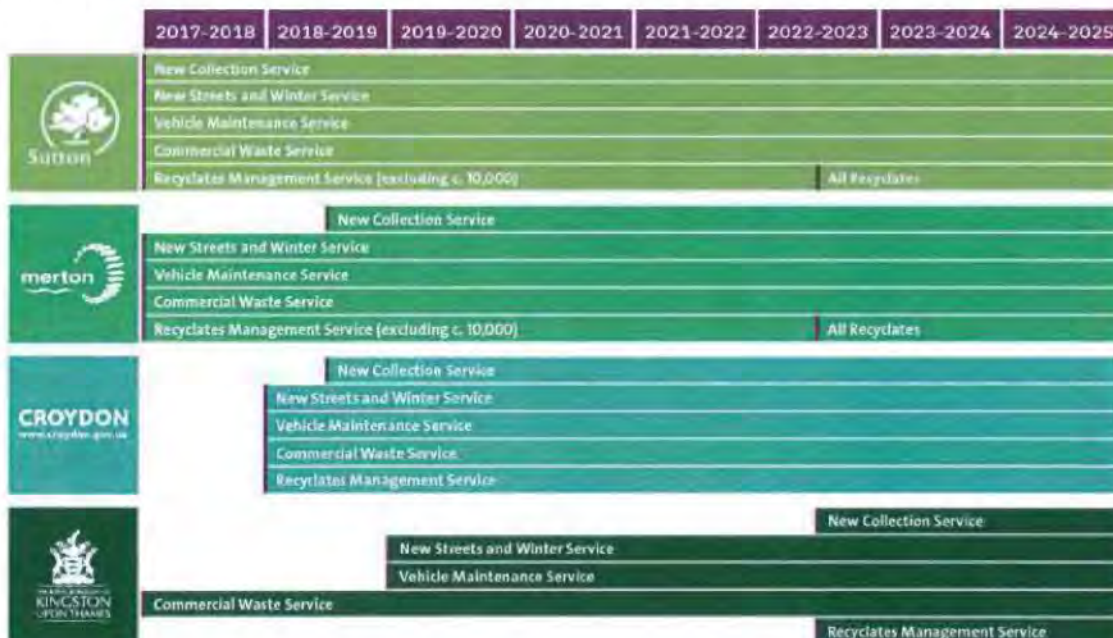 2017-2018 2018-2019 2019-2020 2020-2021 2021-2022 2022-2023 2023-2024 2024-2025
Sutton
New Collection Service
New Streets and Winter Service
Vehicle Maintenance Service
Commercial Waste Service
Recyclates Management Service (excluding c. 10,000) All Recyclates
merton
New Collection Service
New Streets and Winter Service
Vehicle Maintenance Service
Commercial Waste Service
Recyclates Management Service (excluding c. 10,000) All Recyclates
CROYDON
www.croydon.gov.uk
New Collection Service
New Streets and Winter Service
Vehicle Maintenance Service
Commercial Waste Service
Recyclates Management Service
KINGSTON
UPON THAMES
New Collection Service
New Streets and Winter Service
Vehicle Maintenance Service
Commercial Waste Service
Recyclates Management Service